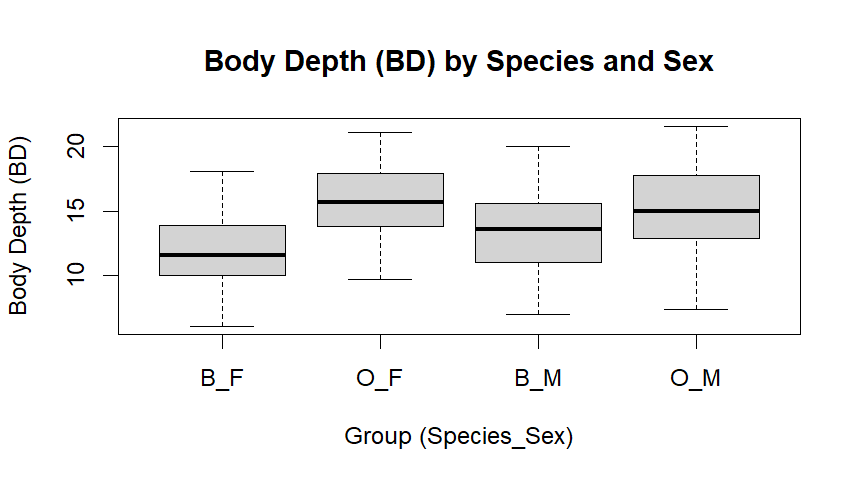 Body Depth (BD) by Species and Sex
Body Depth (BD)
20
15
10
B_F O_F B_M O_M
Group (Species_Sex)